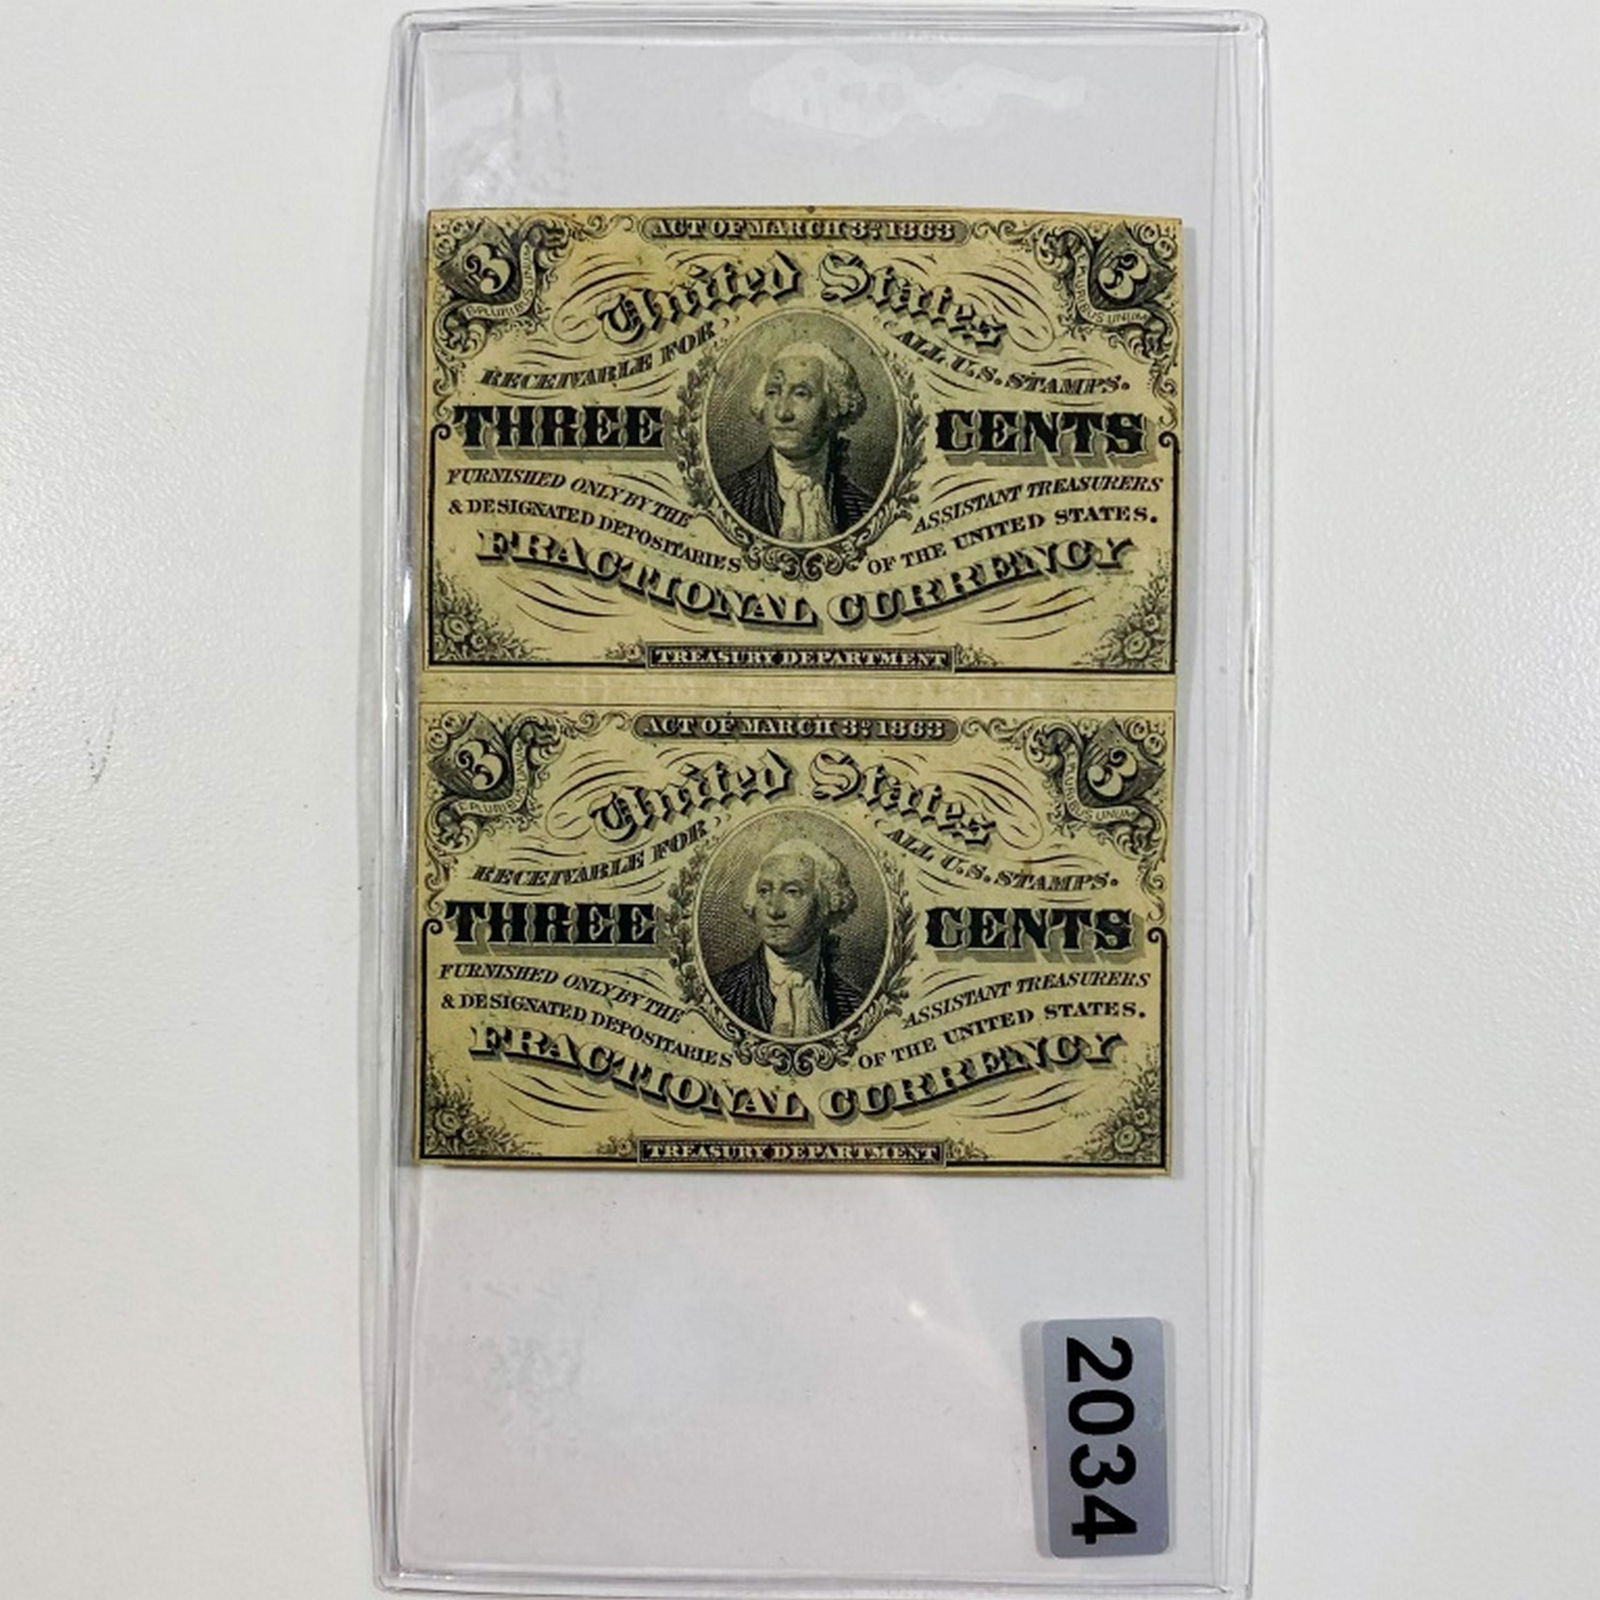 ACT OF MARCH 3D. 1863
3 3
E PLURIBUS UNUM E PLURIBUS UNUM
United States
RECEIVABLE FOR ALL U.S. STAMPS.
THREE CENTS
FURNISHED ONLY BY THE ASSISTANT TREASURERS
& DESIGNATED DEPOSITARIES OF THE UNITED STATES.
FRACTIONAL CURRENCY
TREASURY DEPARTMENT
ACT OF MARCH 3D. 1863
3 3
E PLURIBUS UNUM E PLURIBUS UNUM
United States
RECEIVABLE FOR ALL U.S. STAMPS.
THREE CENTS
FURNISHED ONLY BY THE ASSISTANT TREASURERS
& DESIGNATED DEPOSITARIES OF THE UNITED STATES.
FRACTIONAL CURRENCY
TREASURY DEPARTMENT
2034